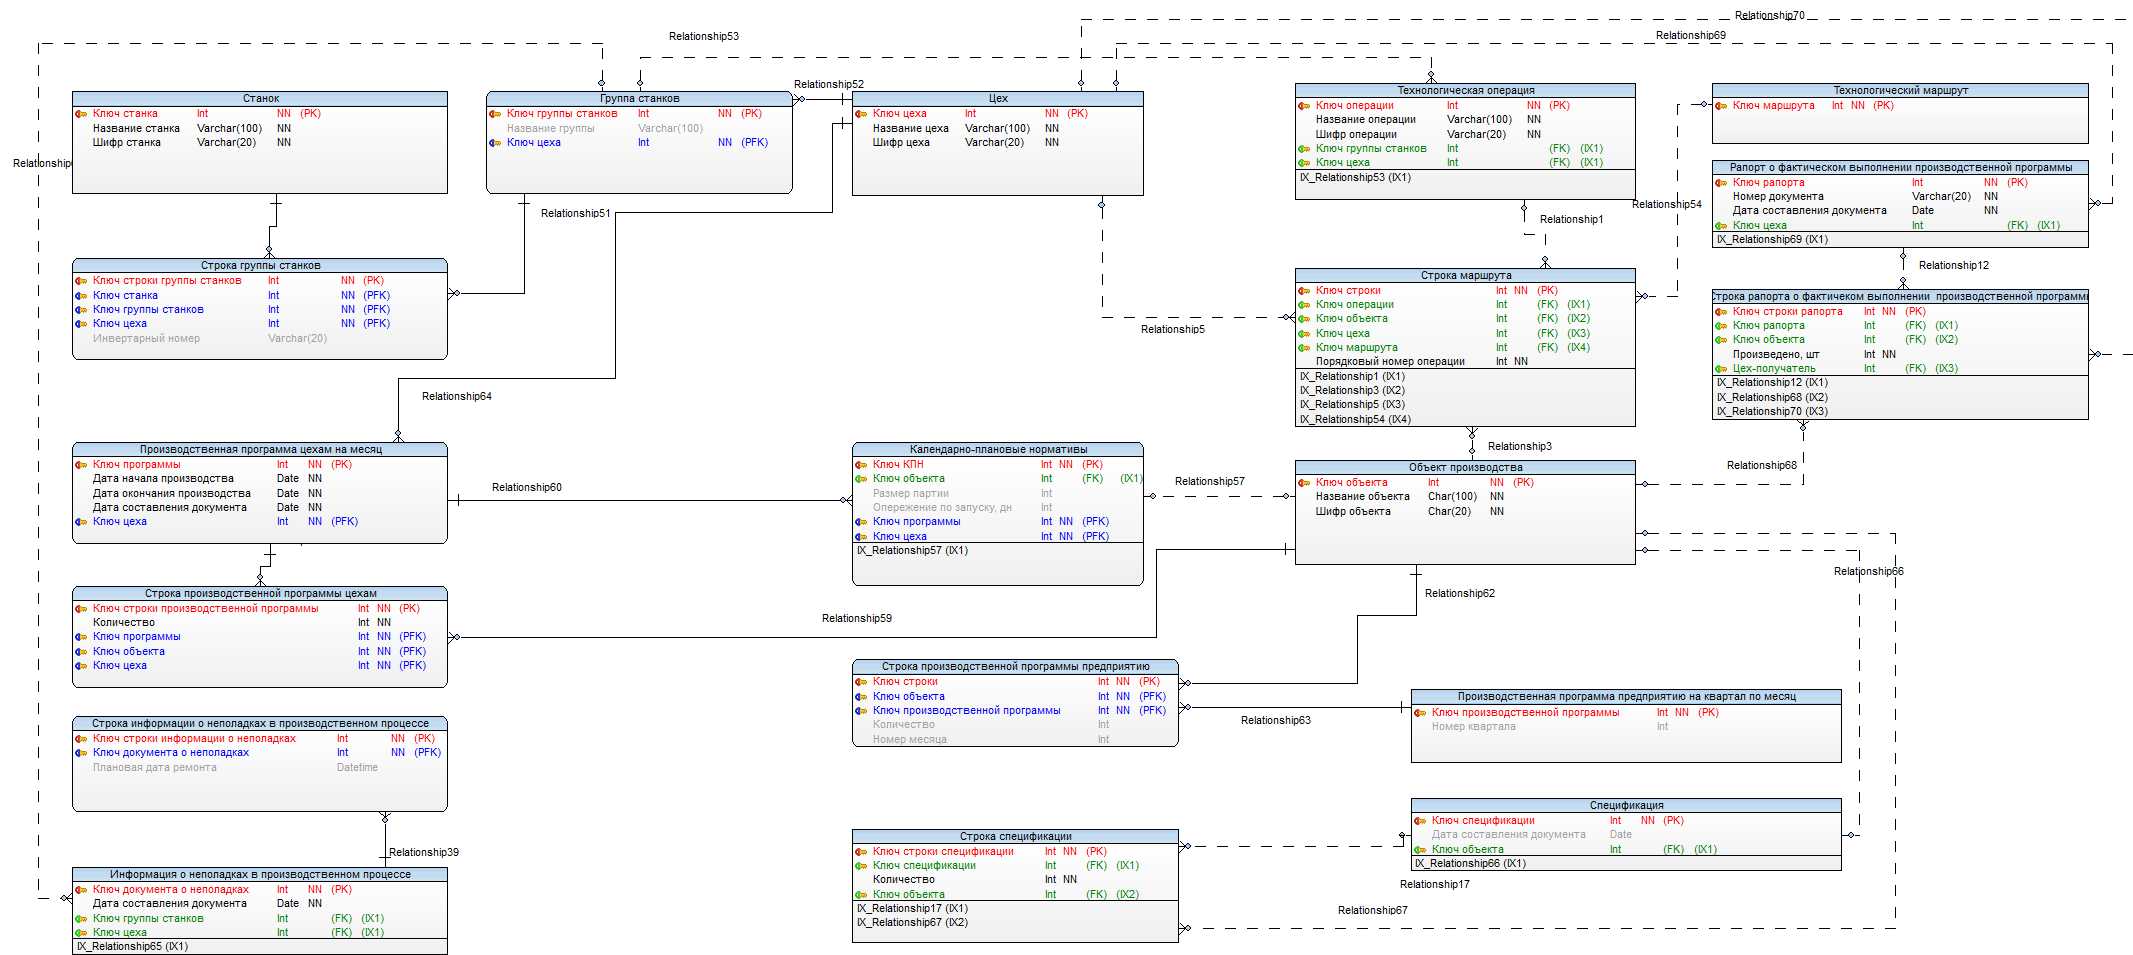 Relationship70
Relationship53
Relationship69
Relationship52
Станок
Ключ станка Int NN (PK)
Название станка Varchar(100) NN
Шифр станка Varchar(20) NN
Группа станков
Ключ группы станков Int NN (PK)
Название группы Varchar(100)
Ключ цеха Int NN (PFK)
Цех
Ключ цеха Int NN (PK)
Название цеха Varchar(100) NN
Шифр цеха Varchar(20) NN
Технологическая операция
Ключ операции Int NN (PK)
Название операции Varchar(100) NN
Шифр операции Varchar(20) NN
Ключ группы станков Int (FK) (IX1)
Ключ цеха Int (FK) (IX1)
IX_Relationship53 (IX1)
Технологический маршрут
Ключ маршрута Int NN (PK)
Relationship
Рапорт о фактическом выполнении производственной программы
Ключ рапорта Int NN (PK)
Номер документа Varchar(20) NN
Дата составления документа Date NN
Ключ цеха Int (FK) (IX1)
IX_Relationship69 (IX1)
Relationship51
Relationship1
Relationship54
Relationship12
Строка группы станков
Ключ строки группы станков Int NN (PK)
Ключ станка Int NN (PFK)
Ключ группы станков Int NN (PFK)
Ключ цеха Int NN (PFK)
Инвертарный номер Varchar(20)
Строка маршрута
Ключ строки Int NN (PK)
Ключ операции Int (FK) (IX1)
Ключ объекта Int (FK) (IX2)
Ключ цеха Int (FK) (IX3)
Ключ маршрута Int (FK) (IX4)
Порядковый номер операции Int NN
IX_Relationship1 (IX1)
IX_Relationship3 (IX2)
IX_Relationship5 (IX3)
IX_Relationship54 (IX4)
Строка рапорта о фактичеком выполнении производственной программы
Ключ строки рапорта Int NN (PK)
Ключ рапорта Int (FK) (IX1)
Ключ объекта Int (FK) (IX2)
Произведено, шт Int NN
Цех-получатель Int (FK) (IX3)
IX_Relationship12 (IX1)
IX_Relationship68 (IX2)
IX_Relationship70 (IX3)
Relationship5
Relationship64
Relationship3
Relationship68
Производственная программа цехам на месяц
Ключ программы Int NN (PK)
Дата начала производства Date NN
Дата окончания производства Date NN
Дата составления документа Date NN
Ключ цеха Int NN (PFK)
Relationship60
Календарно-плановые нормативы
Ключ КПН Int NN (PK)
Ключ объекта Int (FK) (IX1)
Размер партии Int
Опережение по запуску, дн Int
Ключ программы Int NN (PFK)
Ключ цеха Int NN (PFK)
IX_Relationship57 (IX1)
Relationship57
Объект производства
Ключ объекта Int NN (PK)
Название объекта Char(100) NN
Шифр объекта Char(20) NN
Relationship66
Строка производственной программы цехам
Ключ строки производственной программы Int NN (PK)
Количество Int NN
Ключ программы Int NN (PFK)
Ключ объекта Int NN (PFK)
Ключ цеха Int NN (PFK)
Relationship62
Relationship59
Строка производственной программы предприятию
Ключ строки Int NN (PK)
Ключ объекта Int NN (PFK)
Ключ производственной программы Int NN (PFK)
Количество Int
Номер месяца Int
Relationship63
Производственная программа предприятию на квартал по месяц
Ключ производственной программы Int NN (PK)
Номер квартала Int
Строка информации о неполадках в производственном процессе
Ключ строки информации о неполадках Int NN (PK)
Ключ документа о неполадках Int NN (PFK)
Плановая дата ремонта Datetime
Relationship39
Спецификация
Ключ спецификации Int NN (PK)
Дата составления документа Date
Ключ объекта Int (FK) (IX1)
IX_Relationship66 (IX1)
Строка спецификации
Ключ строки спецификации Int NN (PK)
Ключ спецификации Int (FK) (IX1)
Количество Int NN
Ключ объекта Int (FK) (IX2)
IX_Relationship17 (IX1)
IX_Relationship67 (IX2)
Relationship17
Relationship67
Информация о неполадках в производственном процессе
Ключ документа о неполадках Int NN (PK)
Дата составления документа Date NN
Ключ группы станков Int (FK) (IX1)
Ключ цеха Int (FK) (IX1)
IX_Relationship65 (IX1)